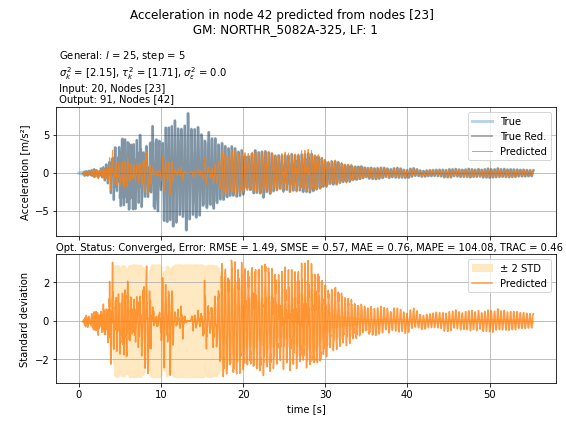 Acceleration in node 42 predicted from nodes [23]
GM: NORTHR_5082A-325, LF: 1
General: l = 25, step = 5
σ²ₖ = [2.15], τ²ₖ = [1.71], σ²ε = 0.0
Input: 20, Nodes [23]
Output: 91, Nodes [42]
Acceleration [m/s²]
5
0
−5
True
True Red.
Predicted
Opt. Status: Converged, Error: RMSE = 1.49, SMSE = 0.57, MAE = 0.76, MAPE = 104.08, TRAC = 0.46
Standard deviation
2
0
−2
± 2 STD
Predicted
0 10 20 30 40 50
time [s]